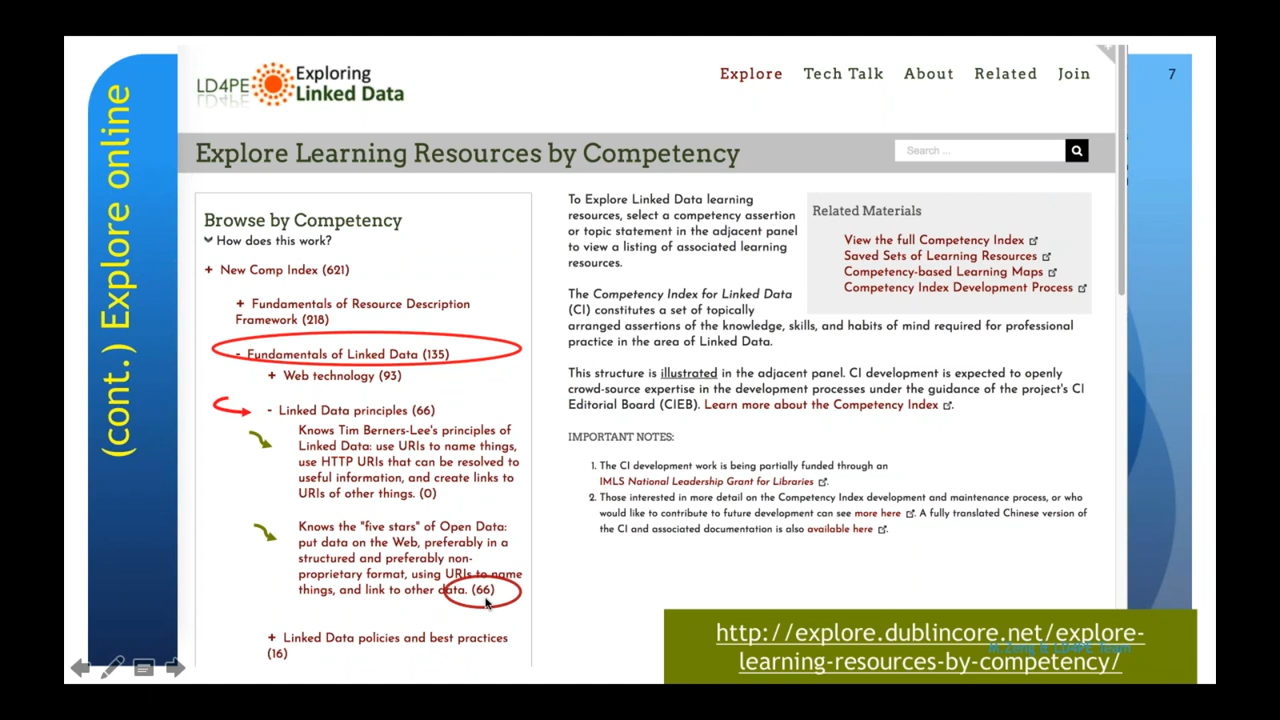 (cont.) Explore online
LD4PE
Exploring
Linked Data
Explore Tech Talk About Related Join
7
Explore Learning Resources by Competency
Search ...
Browse by Competency
How does this work?
+ New Comp Index (621)
+ Fundamentals of Resource Description
Framework (218)
- Fundamentals of Linked Data (135)
+ Web technology (93)
- Linked Data principles (66)
Knows Tim Berners-Lee's principles of
Linked Data: use URIs to name things,
use HTTP URIs that can be resolved to
useful information, and create links to
URIs of other things. (0)
Knows the "five stars" of Open Data:
put data on the Web, preferably in a
structured and preferably non-
proprietary format, using URIs to name
things, and link to other data. (66)
+ Linked Data policies and best practices
(16)
To Explore Linked Data learning
resources, select a competency assertion
or topic statement in the adjacent panel
to view a listing of associated learning
resources.
The Competency Index for Linked Data
(CI) constitutes a set of topically
arranged assertions of the knowledge, skills, and habits of mind required for professional
practice in the area of Linked Data.
This structure is illustrated in the adjacent panel. CI development is expected to openly
crowd-source expertise in the development processes under the guidance of the project's CI
Editorial Board (CIEB). Learn more about the Competency Index.
IMPORTANT NOTES:
1. The CI development work is being partially funded through an
IMLS National Leadership Grant for Libraries.
2. Those interested in more detail on the Competency Index development and maintenance process, or who
would like to contribute to future development can see more here. A fully translated Chinese version of
the CI and associated documentation is also available here.
Related Materials
View the full Competency Index
Saved Sets of Learning Resources
Competency-based Learning Maps
Competency Index Development Process
http://explore.dublincore.net/explore-
learning-resources-by-competency/
M.Zeng & LD4PE Team